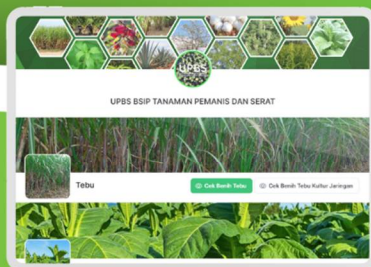 UPBS
UPBS BSIP TANAMAN PEMANIS DAN SERAT
Tebu
Cek Benih Tebu
Cek Benih Tebu Kultur Jaringan